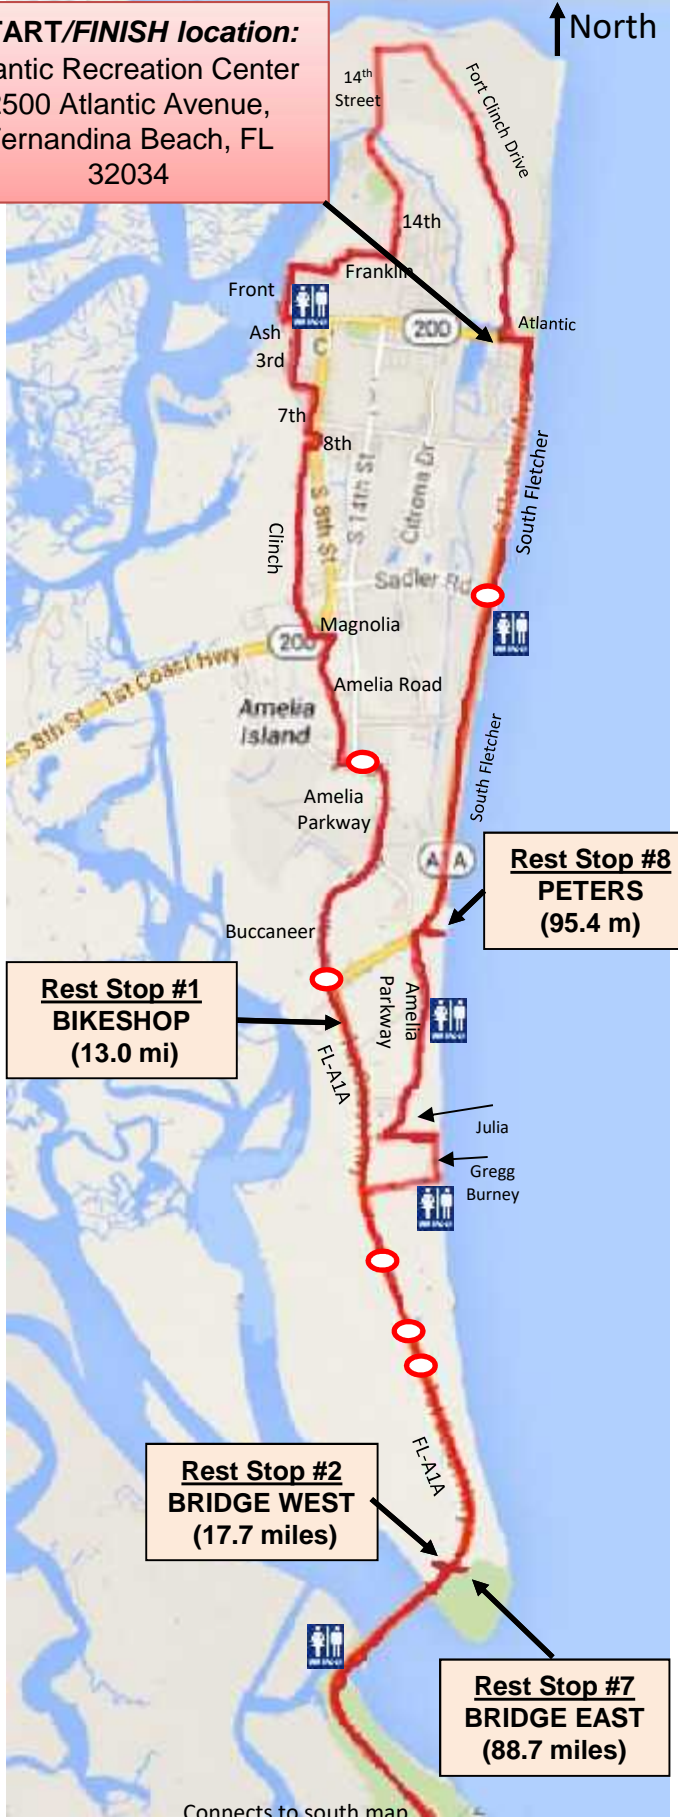 North
TART/FINISH location:
antic Recreation Center
500 Atlantic Avenue,
ernandina Beach, FL
32034
14th
Street
Fort Clinch Drive
14th
Franklin
Front
Ash
3rd
200
Atlantic
7th
8th
S 8th St
S 14th St
Citrona Dr
South Fletcher
Clinch
Sadler Rd
Magnolia
200
S 8th St
1st Coast Hwy
Amelia Road
Amelia
Island
South Fletcher
Amelia
Parkway
A1A
Rest Stop #8
PETERS
(95.4 m)
Buccaneer
Rest Stop #1
BIKESHOP
(13.0 mi)
Amelia
Parkway
FL-A1A
Julia
Gregg
Burney
FL-A1A
Rest Stop #2
BRIDGE WEST
(17.7 miles)
Rest Stop #7
BRIDGE EAST
(88.7 miles)
Connects to south map